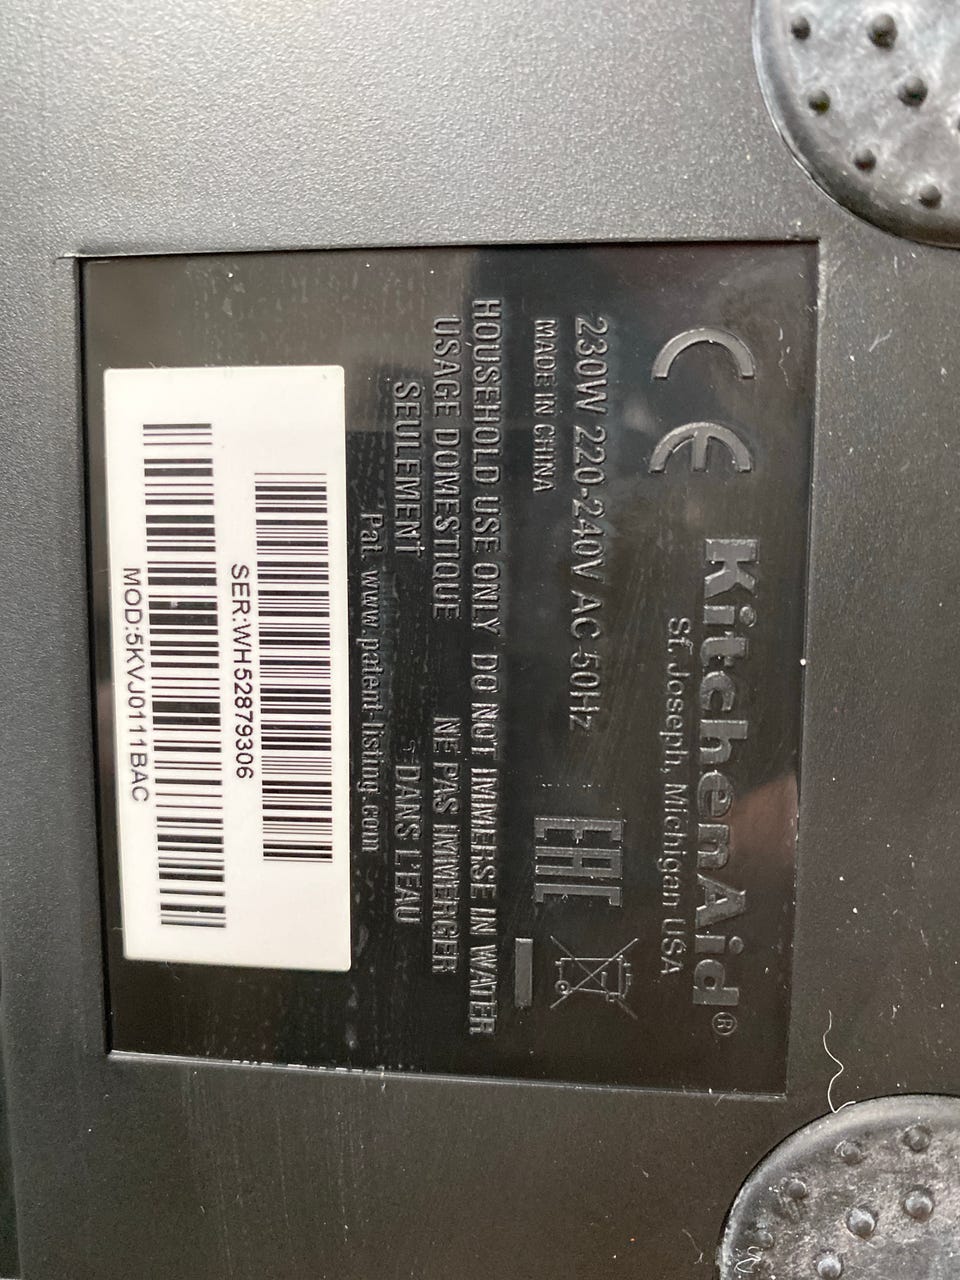 CE KitchenAid®
St. Joseph, Michigan USA
230W 220-240V AC 50Hz
MADE IN CHINA
EAC
HOUSEHOLD USE ONLY DO NOT IMMERSE IN WATER
USAGE DOMESTIQUE NE PAS IMMERGER
SEULEMENT DANS L'EAU
Pat. www.patent-listing.com
SER:WH52879306
MOD:5KVJ0111BAC